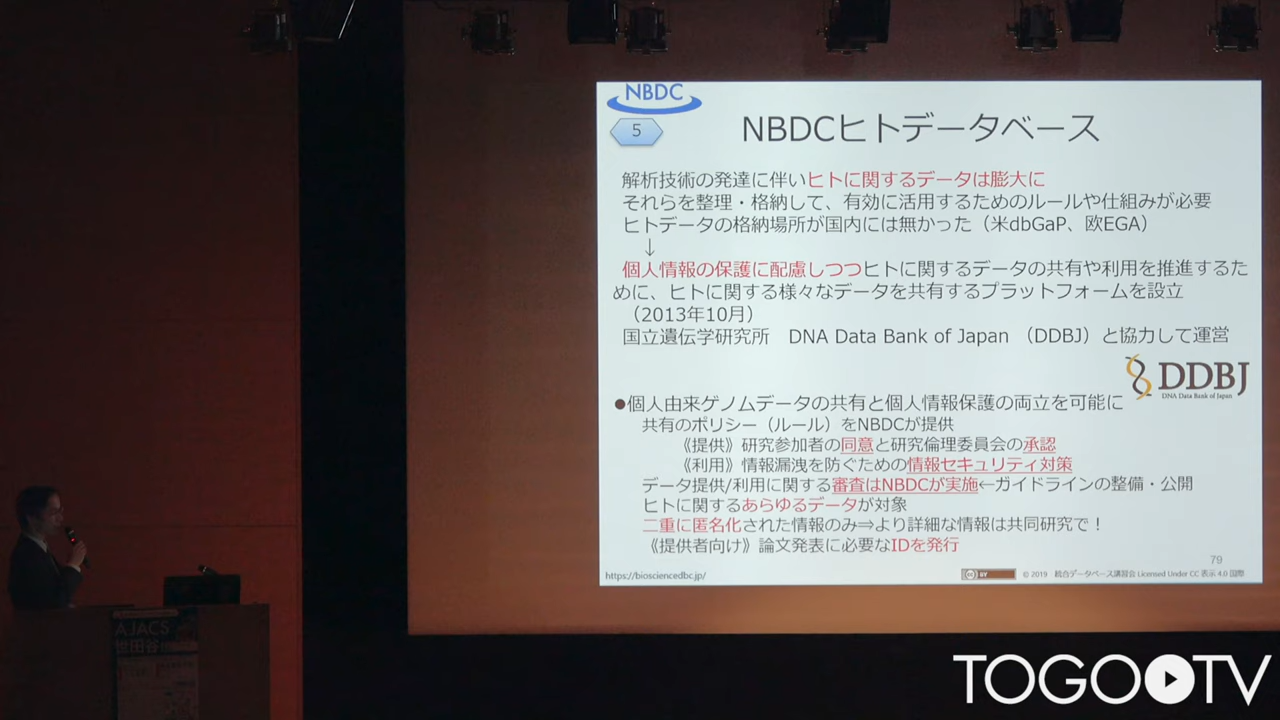 NBDC
5
NBDCヒトデータベース
解析技術の発達に伴いヒトに関するデータは膨大に
それらを整理・格納して、有効に活用するためのルールや仕組みが必要
ヒトデータの格納場所が国内には無かった（米dbGaP、欧EGA）
↓
個人情報の保護に配慮しつつヒトに関するデータの共有や利用を推進するた
めに、ヒトに関する様々なデータを共有するプラットフォームを設立
（2013年10月）
国立遺伝学研究所　DNA Data Bank of Japan （DDBJ）と協力して運営
DDBJ
DNA Data Bank of Japan
●個人由来ゲノムデータの共有と個人情報保護の両立を可能に
共有のポリシー（ルール）をNBDCが提供
《提供》研究参加者の同意と研究倫理委員会の承認
《利用》情報漏洩を防ぐための情報セキュリティ対策
データ提供/利用に関する審査はNBDCが実施←ガイドラインの整備・公開
ヒトに関するあらゆるデータが対象
二重に匿名化された情報のみ⇒より詳細な情報は共同研究で！
《提供者向け》論文発表に必要なIDを発行
79
https://biosciencedbc.jp/
cc BY
© 2019　統合データベース講習会 Licensed Under CC 表示 4.0 国際
AJACS
世田谷
TOGOTV